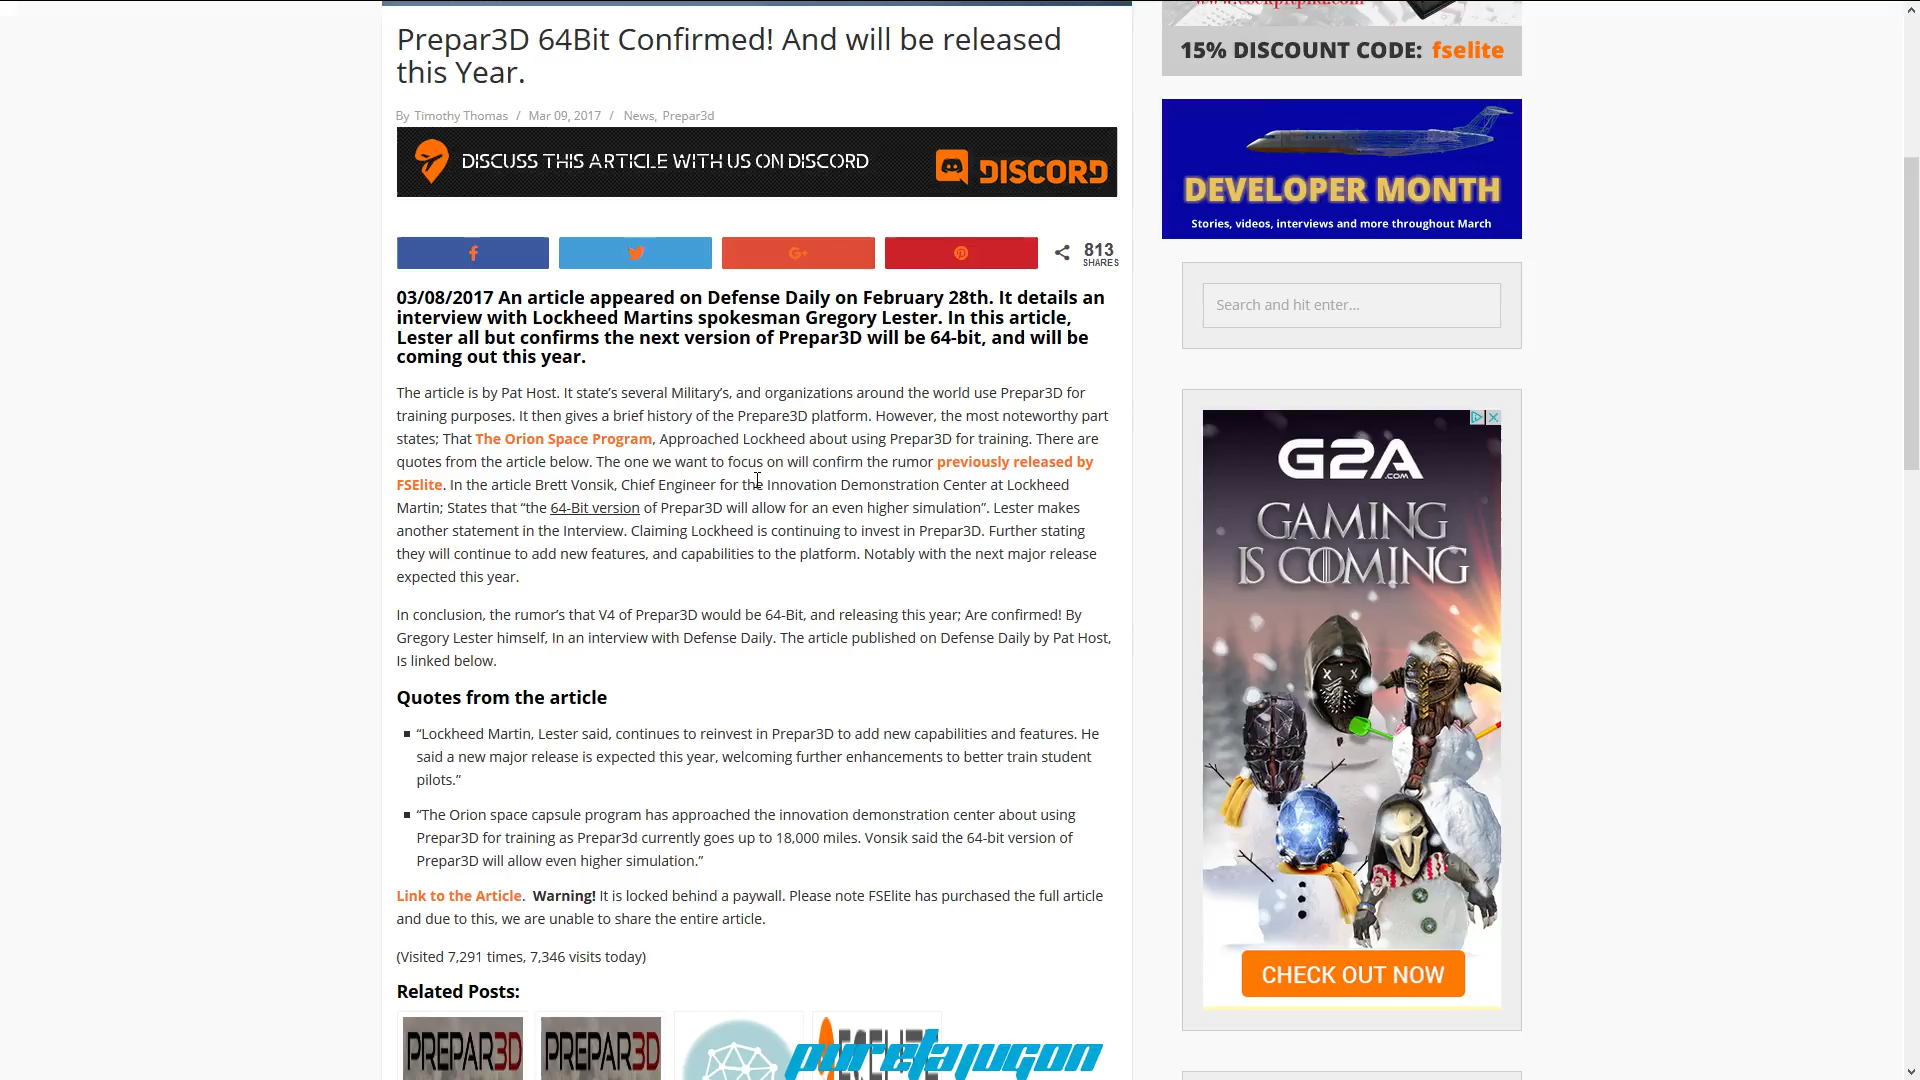 Prepar3D 64Bit Confirmed! And will be released
this Year.
By Timothy Thomas / Mar 09, 2017 / News, Prepar3d
DISCUSS THIS ARTICLE WITH US ON DISCORD
DISCORD
813
SHARES
03/08/2017 An article appeared on Defense Daily on February 28th. It details an
interview with Lockheed Martins spokesman Gregory Lester. In this article,
Lester all but confirms the next version of Prepar3D will be 64-bit, and will be
coming out this year.
The article is by Pat Host. It state’s several Military’s, and organizations around the world use Prepar3D for
training purposes. It then gives a brief history of the Prepare3D platform. However, the most noteworthy part
states; That The Orion Space Program, Approached Lockheed about using Prepar3D for training. There are
quotes from the article below. The one we want to focus on will confirm the rumor previously released by
FSElite. In the article Brett Vonsik, Chief Engineer for the Innovation Demonstration Center at Lockheed
Martin; States that “the 64-Bit version of Prepar3D will allow for an even higher simulation”. Lester makes
another statement in the Interview. Claiming Lockheed is continuing to invest in Prepar3D. Further stating
they will continue to add new features, and capabilities to the platform. Notably with the next major release
expected this year.
In conclusion, the rumor’s that V4 of Prepar3D would be 64-Bit, and releasing this year; Are confirmed! By
Gregory Lester himself, In an interview with Defense Daily. The article published on Defense Daily by Pat Host,
Is linked below.
Quotes from the article
“Lockheed Martin, Lester said, continues to reinvest in Prepar3D to add new capabilities and features. He
said a new major release is expected this year, welcoming further enhancements to better train student
pilots.”
“The Orion space capsule program has approached the innovation demonstration center about using
Prepar3D for training as Prepar3d currently goes up to 18,000 miles. Vonsik said the 64-bit version of
Prepar3D will allow even higher simulation.”
Link to the Article. Warning! It is locked behind a paywall. Please note FSElite has purchased the full article
and due to this, we are unable to share the entire article.
(Visited 7,291 times, 7,346 visits today)
Related Posts:
PREPAR3D
PREPAR3D
puretajugon
15% DISCOUNT CODE: fselite
DEVELOPER MONTH
Stories, videos, interviews and more throughout March
Search and hit enter...
G2A
.COM
GAMING
IS COMING
CHECK OUT NOW